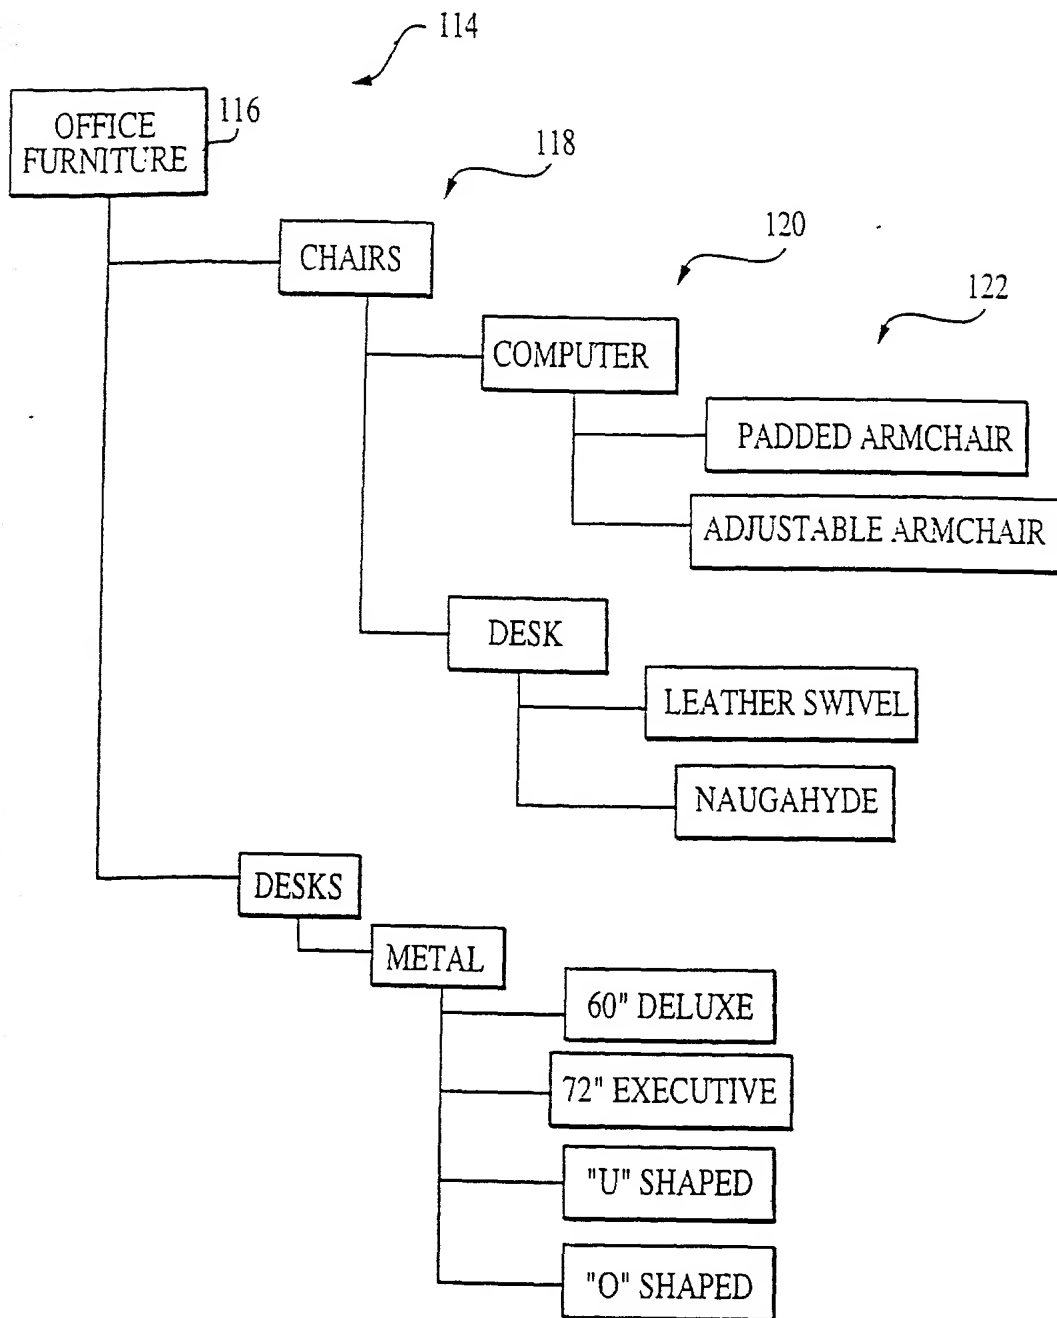 114
OFFICE
FURNITURE
116
118
CHAIRS
120
COMPUTER
122
PADDED ARMCHAIR
ADJUSTABLE ARMCHAIR
DESK
LEATHER SWIVEL
NAUGAHYDE
DESKS
METAL
60" DELUXE
72" EXECUTIVE
"U" SHAPED
"O" SHAPED